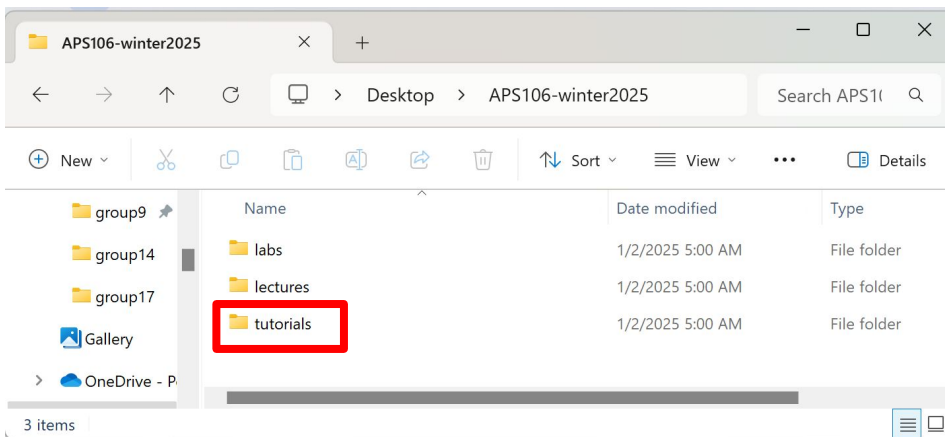 APS106-winter2025
Desktop > APS106-winter2025
Search APS1(
New
Sort
View
Details
Name
Date modified
Type
group9
group14
group17
Gallery
OneDrive - P
labs 1/2/2025 5:00 AM File folder
lectures 1/2/2025 5:00 AM File folder
tutorials 1/2/2025 5:00 AM File folder
3 items